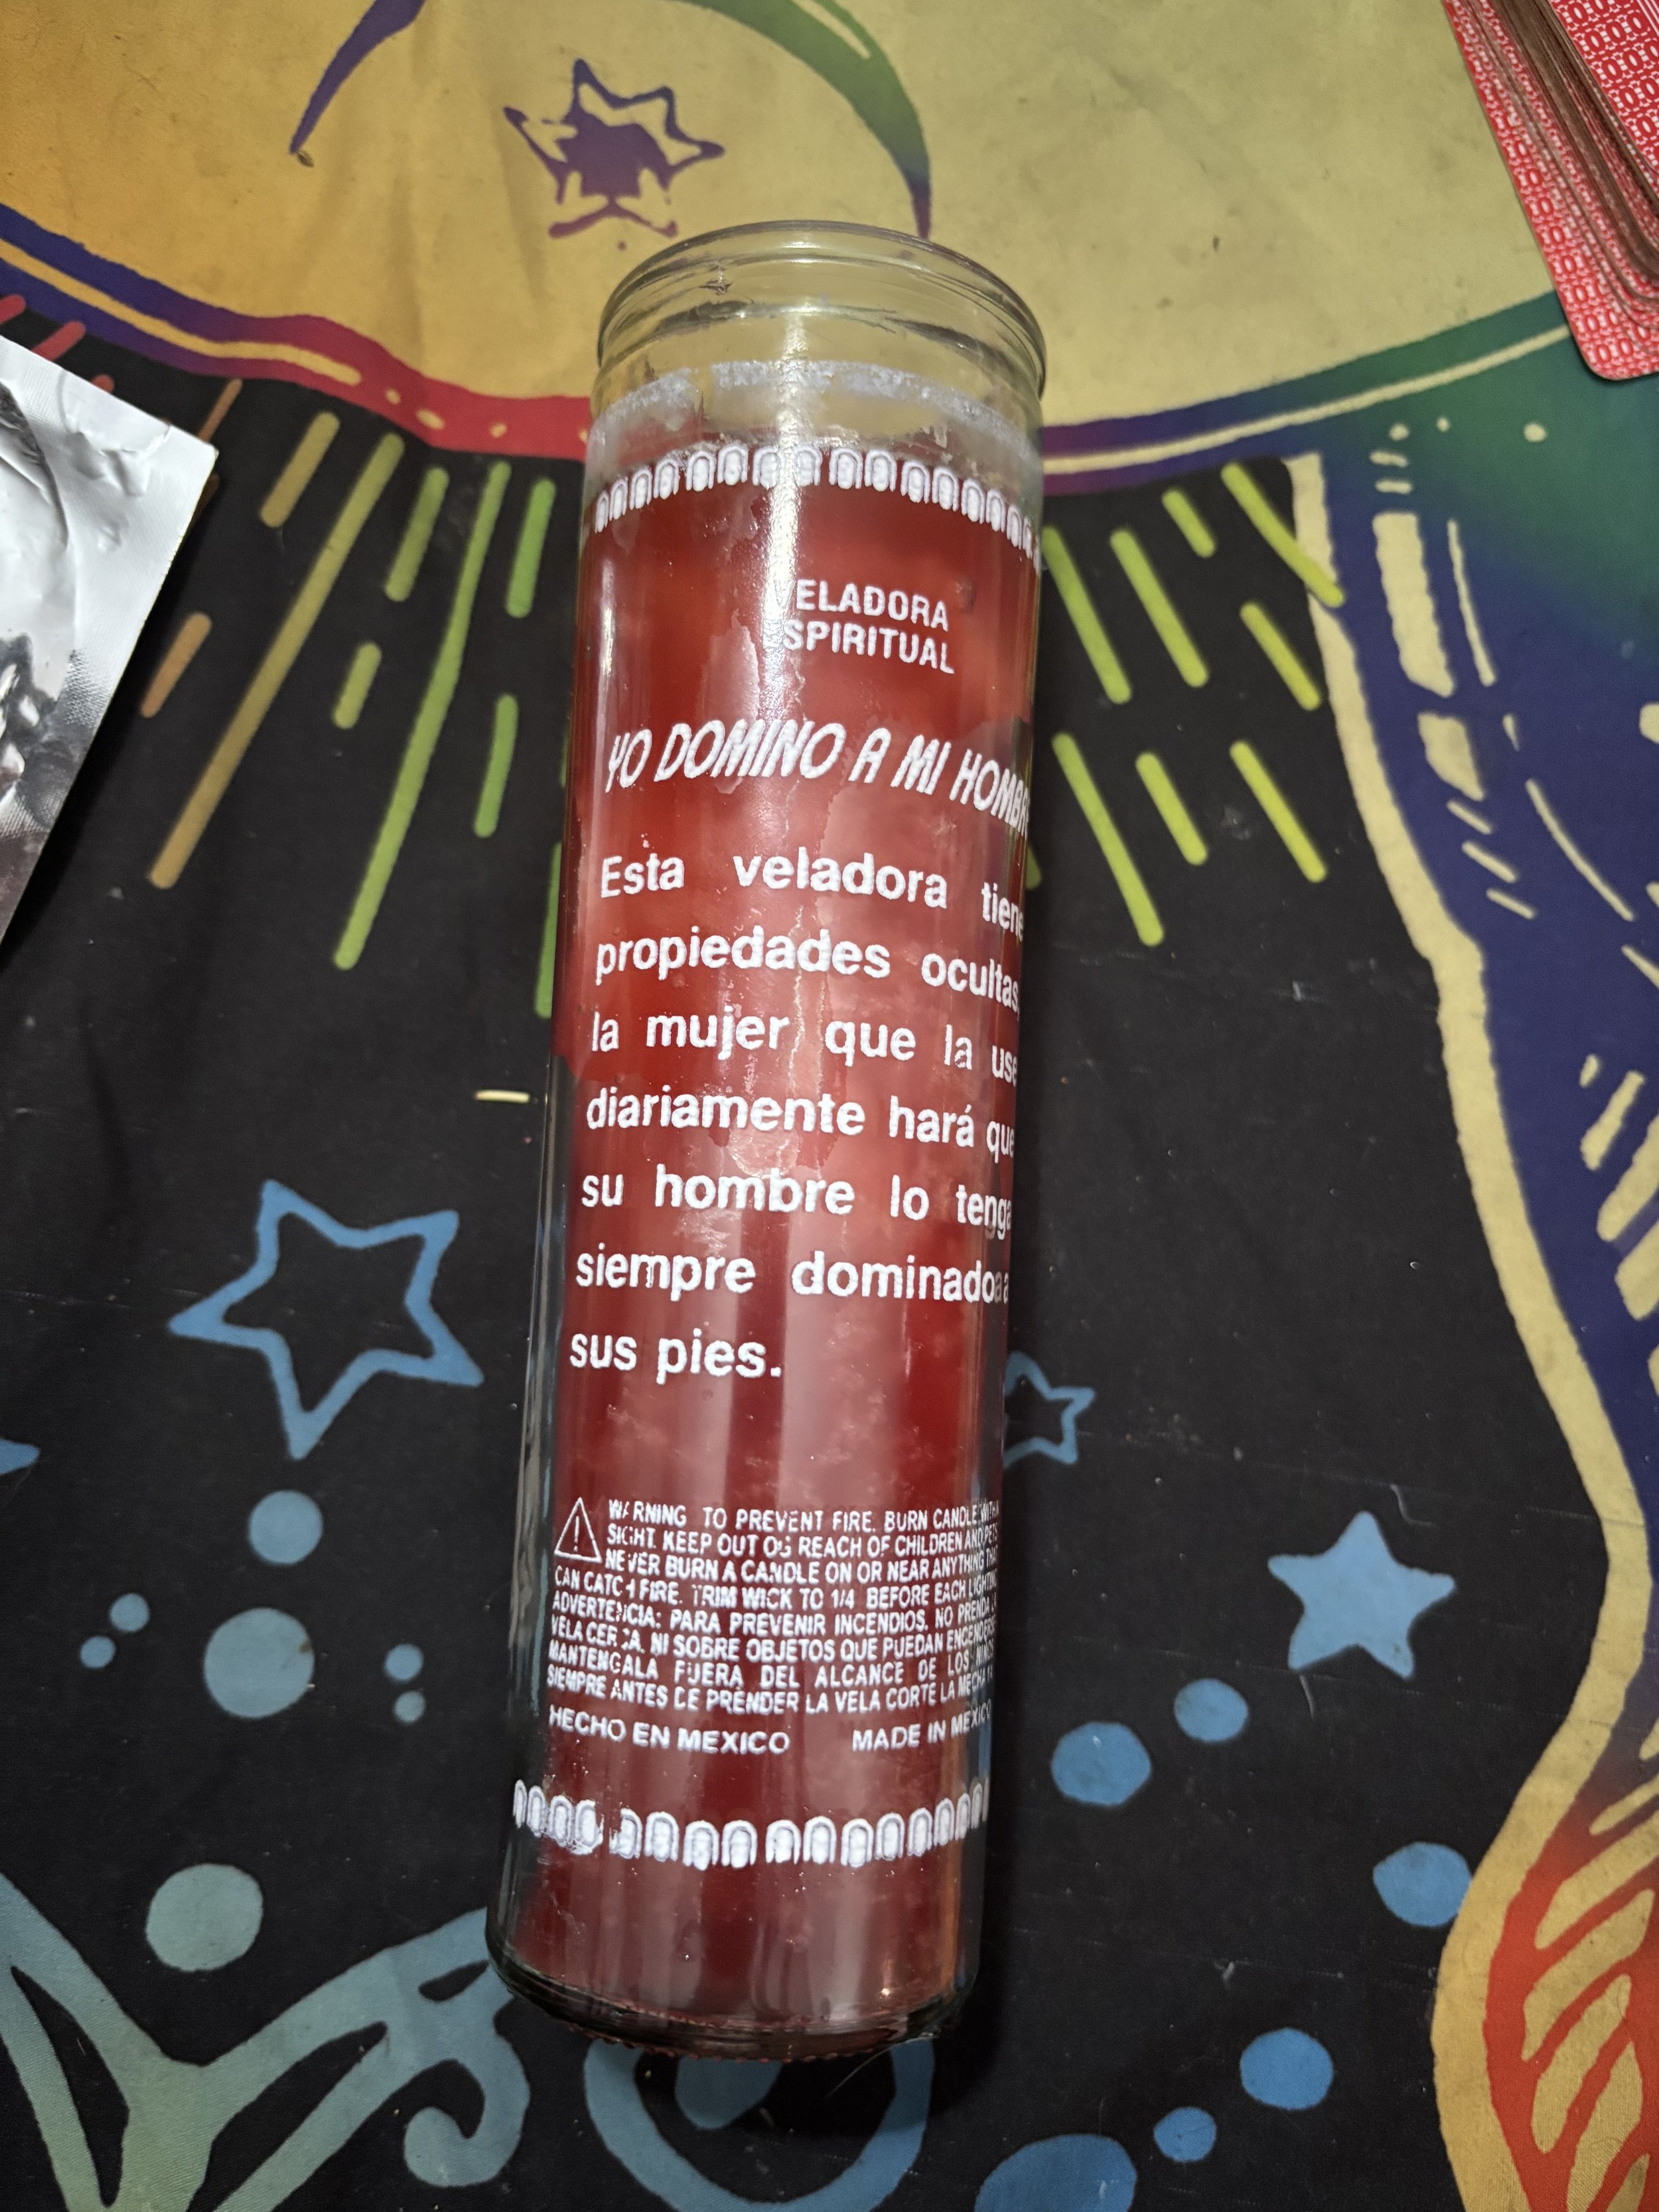 ELADORA
SPIRITUAL
YO DOMINO A MI HOMBR
Esta veladora tiene
propiedades ocultas,
la mujer que la use
diariamente hará que
su hombre lo tenga
siempre dominado a
sus pies.
WARNING TO PREVENT FIRE. BURN CANDLE WITH
SIGHT. KEEP OUT OG REACH OF CHILDREN AND PETS
NEVER BURN A CANDLE ON OR NEAR ANYTHING THAT
CAN CATCH FIRE. TRIM WICK TO 1/4 BEFORE EACH LIGHTING
ADVERTENCIA: PARA PREVENIR INCENDIOS. NO PRENDA LA
VELA CERCA, NI SOBRE OBJETOS QUE PUEDAN ENCENDERSE
MANTENGALA FUERA DEL ALCANCE DE LOS NIÑOS
SIEMPRE ANTES DE PRENDER LA VELA CORTE LA MECHA
HECHO EN MEXICO MADE IN MEXICO